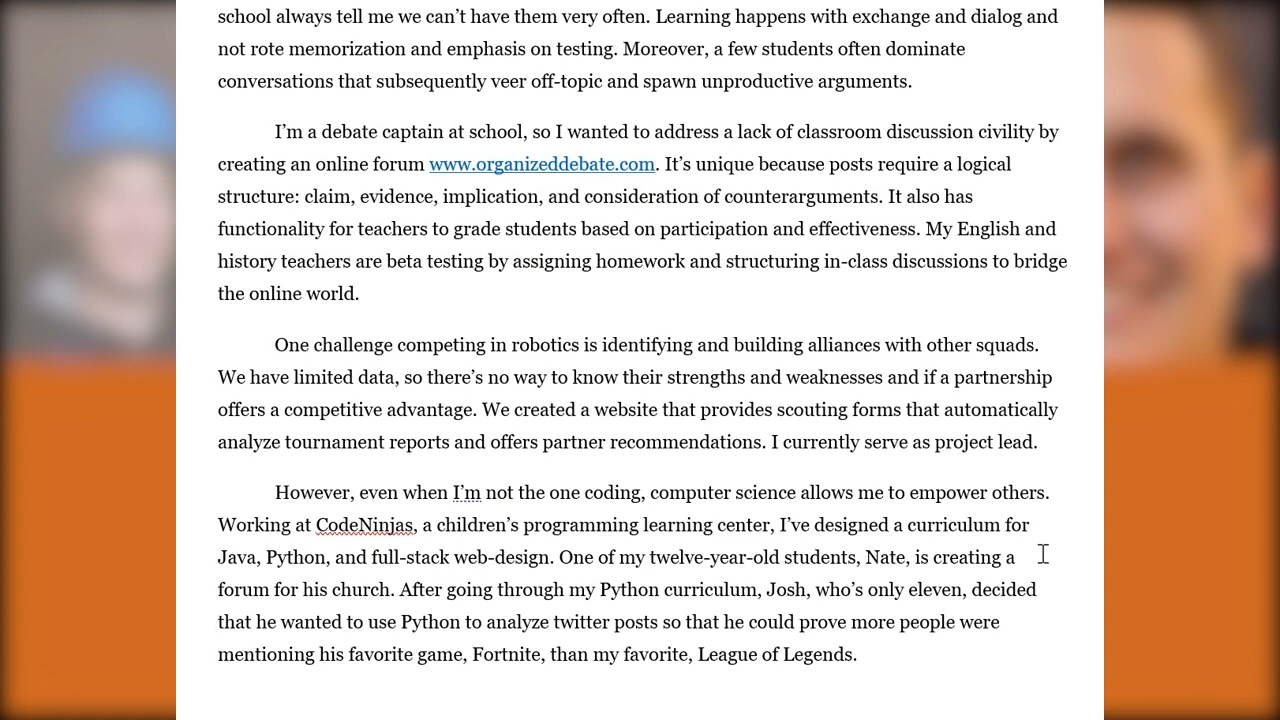 school always tell me we can’t have them very often. Learning happens with exchange and dialog and
not rote memorization and emphasis on testing. Moreover, a few students often dominate
conversations that subsequently veer off-topic and spawn unproductive arguments.
I’m a debate captain at school, so I wanted to address a lack of classroom discussion civility by
creating an online forum www.organizeddebate.com. It’s unique because posts require a logical
structure: claim, evidence, implication, and consideration of counterarguments. It also has
functionality for teachers to grade students based on participation and effectiveness. My English and
history teachers are beta testing by assigning homework and structuring in-class discussions to bridge
the online world.
One challenge competing in robotics is identifying and building alliances with other squads.
We have limited data, so there’s no way to know their strengths and weaknesses and if a partnership
offers a competitive advantage. We created a website that provides scouting forms that automatically
analyze tournament reports and offers partner recommendations. I currently serve as project lead.
However, even when I’m not the one coding, computer science allows me to empower others.
Working at CodeNinjas, a children’s programming learning center, I’ve designed a curriculum for
Java, Python, and full-stack web-design. One of my twelve-year-old students, Nate, is creating a
forum for his church. After going through my Python curriculum, Josh, who’s only eleven, decided
that he wanted to use Python to analyze twitter posts so that he could prove more people were
mentioning his favorite game, Fortnite, than my favorite, League of Legends.